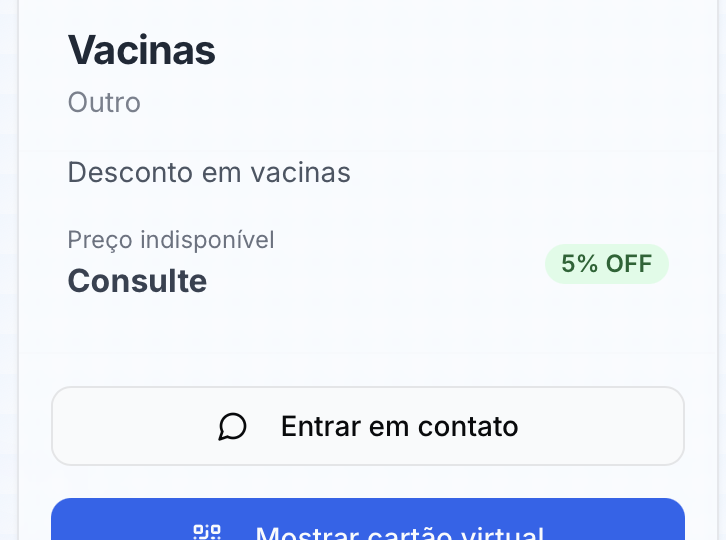 Vacinas
Outro
Desconto em vacinas
Preço indisponível
Consulte
5% OFF
Entrar em contato
Mostrar cartão virtual